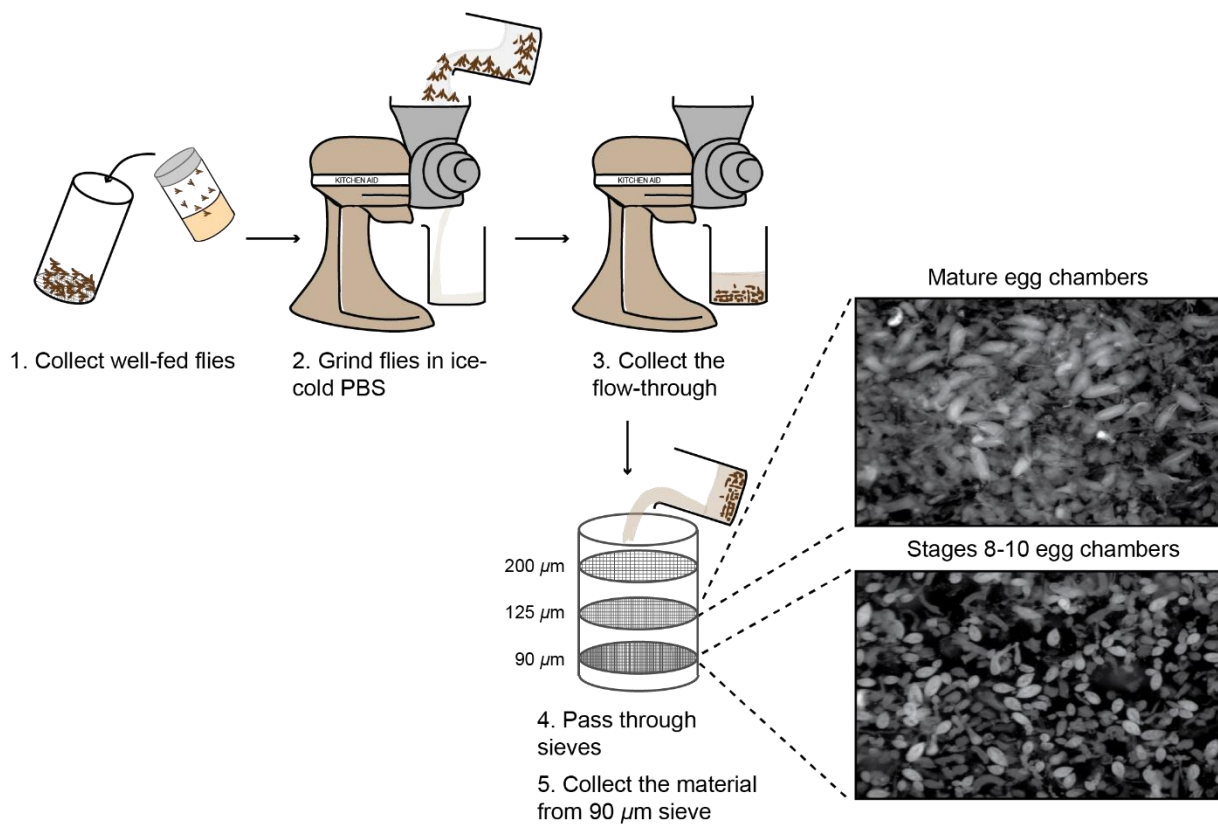 KITCHEN AID
KITCHEN AID
1. Collect well-fed flies
2. Grind flies in ice-
cold PBS
3. Collect the
flow-through
Mature egg chambers
Stages 8-10 egg chambers
200 µm
125 µm
90 µm
4. Pass through
sieves
5. Collect the material
from 90 µm sieve